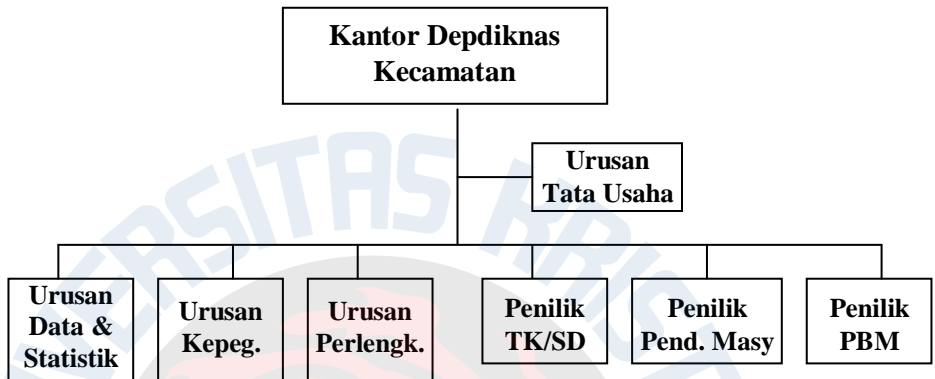 Kantor Depdiknas
Kecamatan
Urusan
Tata Usaha
Urusan
Data &
Statistik
Urusan
Kepeg.
Urusan
Perlengk.
Penilik
TK/SD
Penilik
Pend. Masy
Penilik
PBM